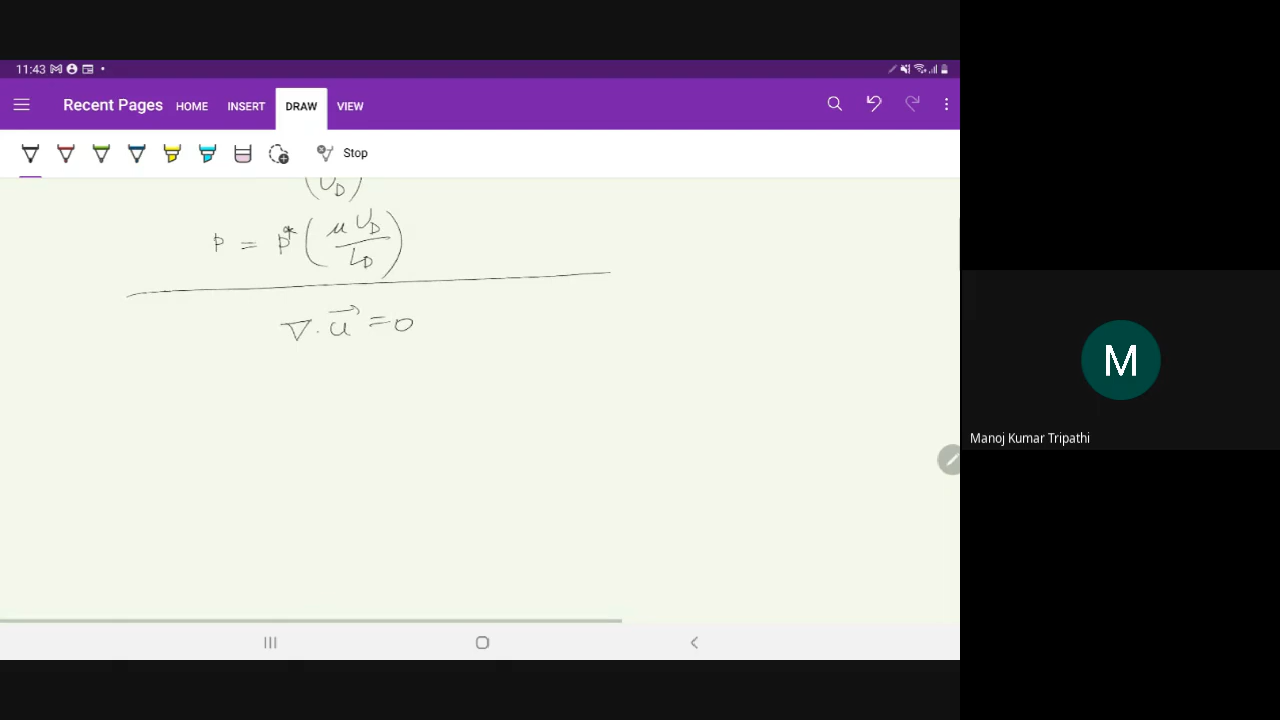 11:43
Recent Pages HOME INSERT DRAW VIEW
Stop
(U_D)
p = p* (μ U_D / L_D)
∇. u⃗ = 0
M
Manoj Kumar Tripathi